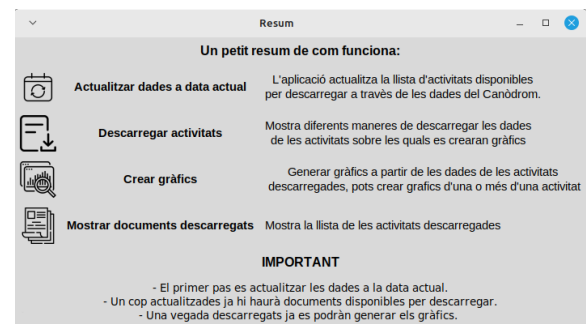 Resum
Un petit resum de com funciona:
Actualitzar dades a data actual
L'aplicació actualitza la llista d'activitats disponibles
per descarregar a través de les dades del Canòdrom.
Descarregar activitats
Mostra diferents maneres de descarregar les dades
de les activitats sobre les quals es crearan gràfics
Crear gràfics
Generar gràfics a partir de les dades de les activitats
descarregades, pots crear grafics d'una o més d'una activitat
Mostrar documents descarregats
Mostra la llista de les activitats descarregades
IMPORTANT
- El primer pas es actualitzar les dades a la data actual.
- Un cop actualitzades ja hi haurà documents disponibles per descarregar.
- Una vegada descarregats ja es podràn generar els gràfics.